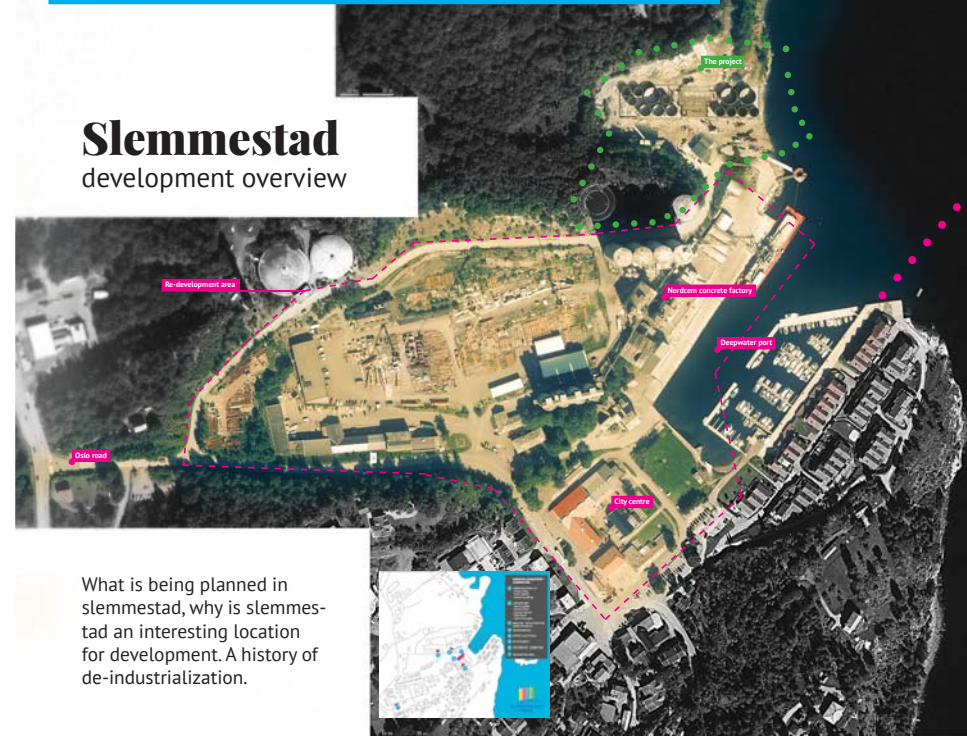 The project
Slemmestad
development overview
Re-development area
Nordcem concrete factory
Deepwater port
Oslo road
City centre
What is being planned in
slemmestad, why is slemmes-
tad an interesting location
for development. A history of
de-industrialization.